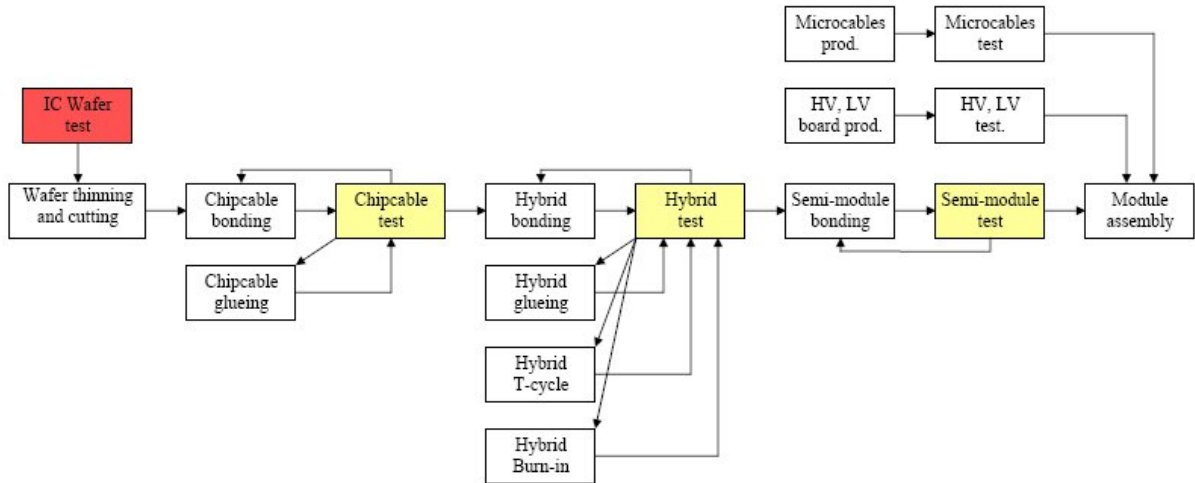 Microcables
prod.
Microcables
test
IC Wafer
test
HV, LV
board prod.
HV, LV
test.
Wafer thinning
and cutting
Chipcable
bonding
Chipcable
test
Hybrid
bonding
Hybrid
test
Semi-module
bonding
Semi-module
test
Module
assembly
Chipcable
glueing
Hybrid
glueing
Hybrid
T-cycle
Hybrid
Burn-in